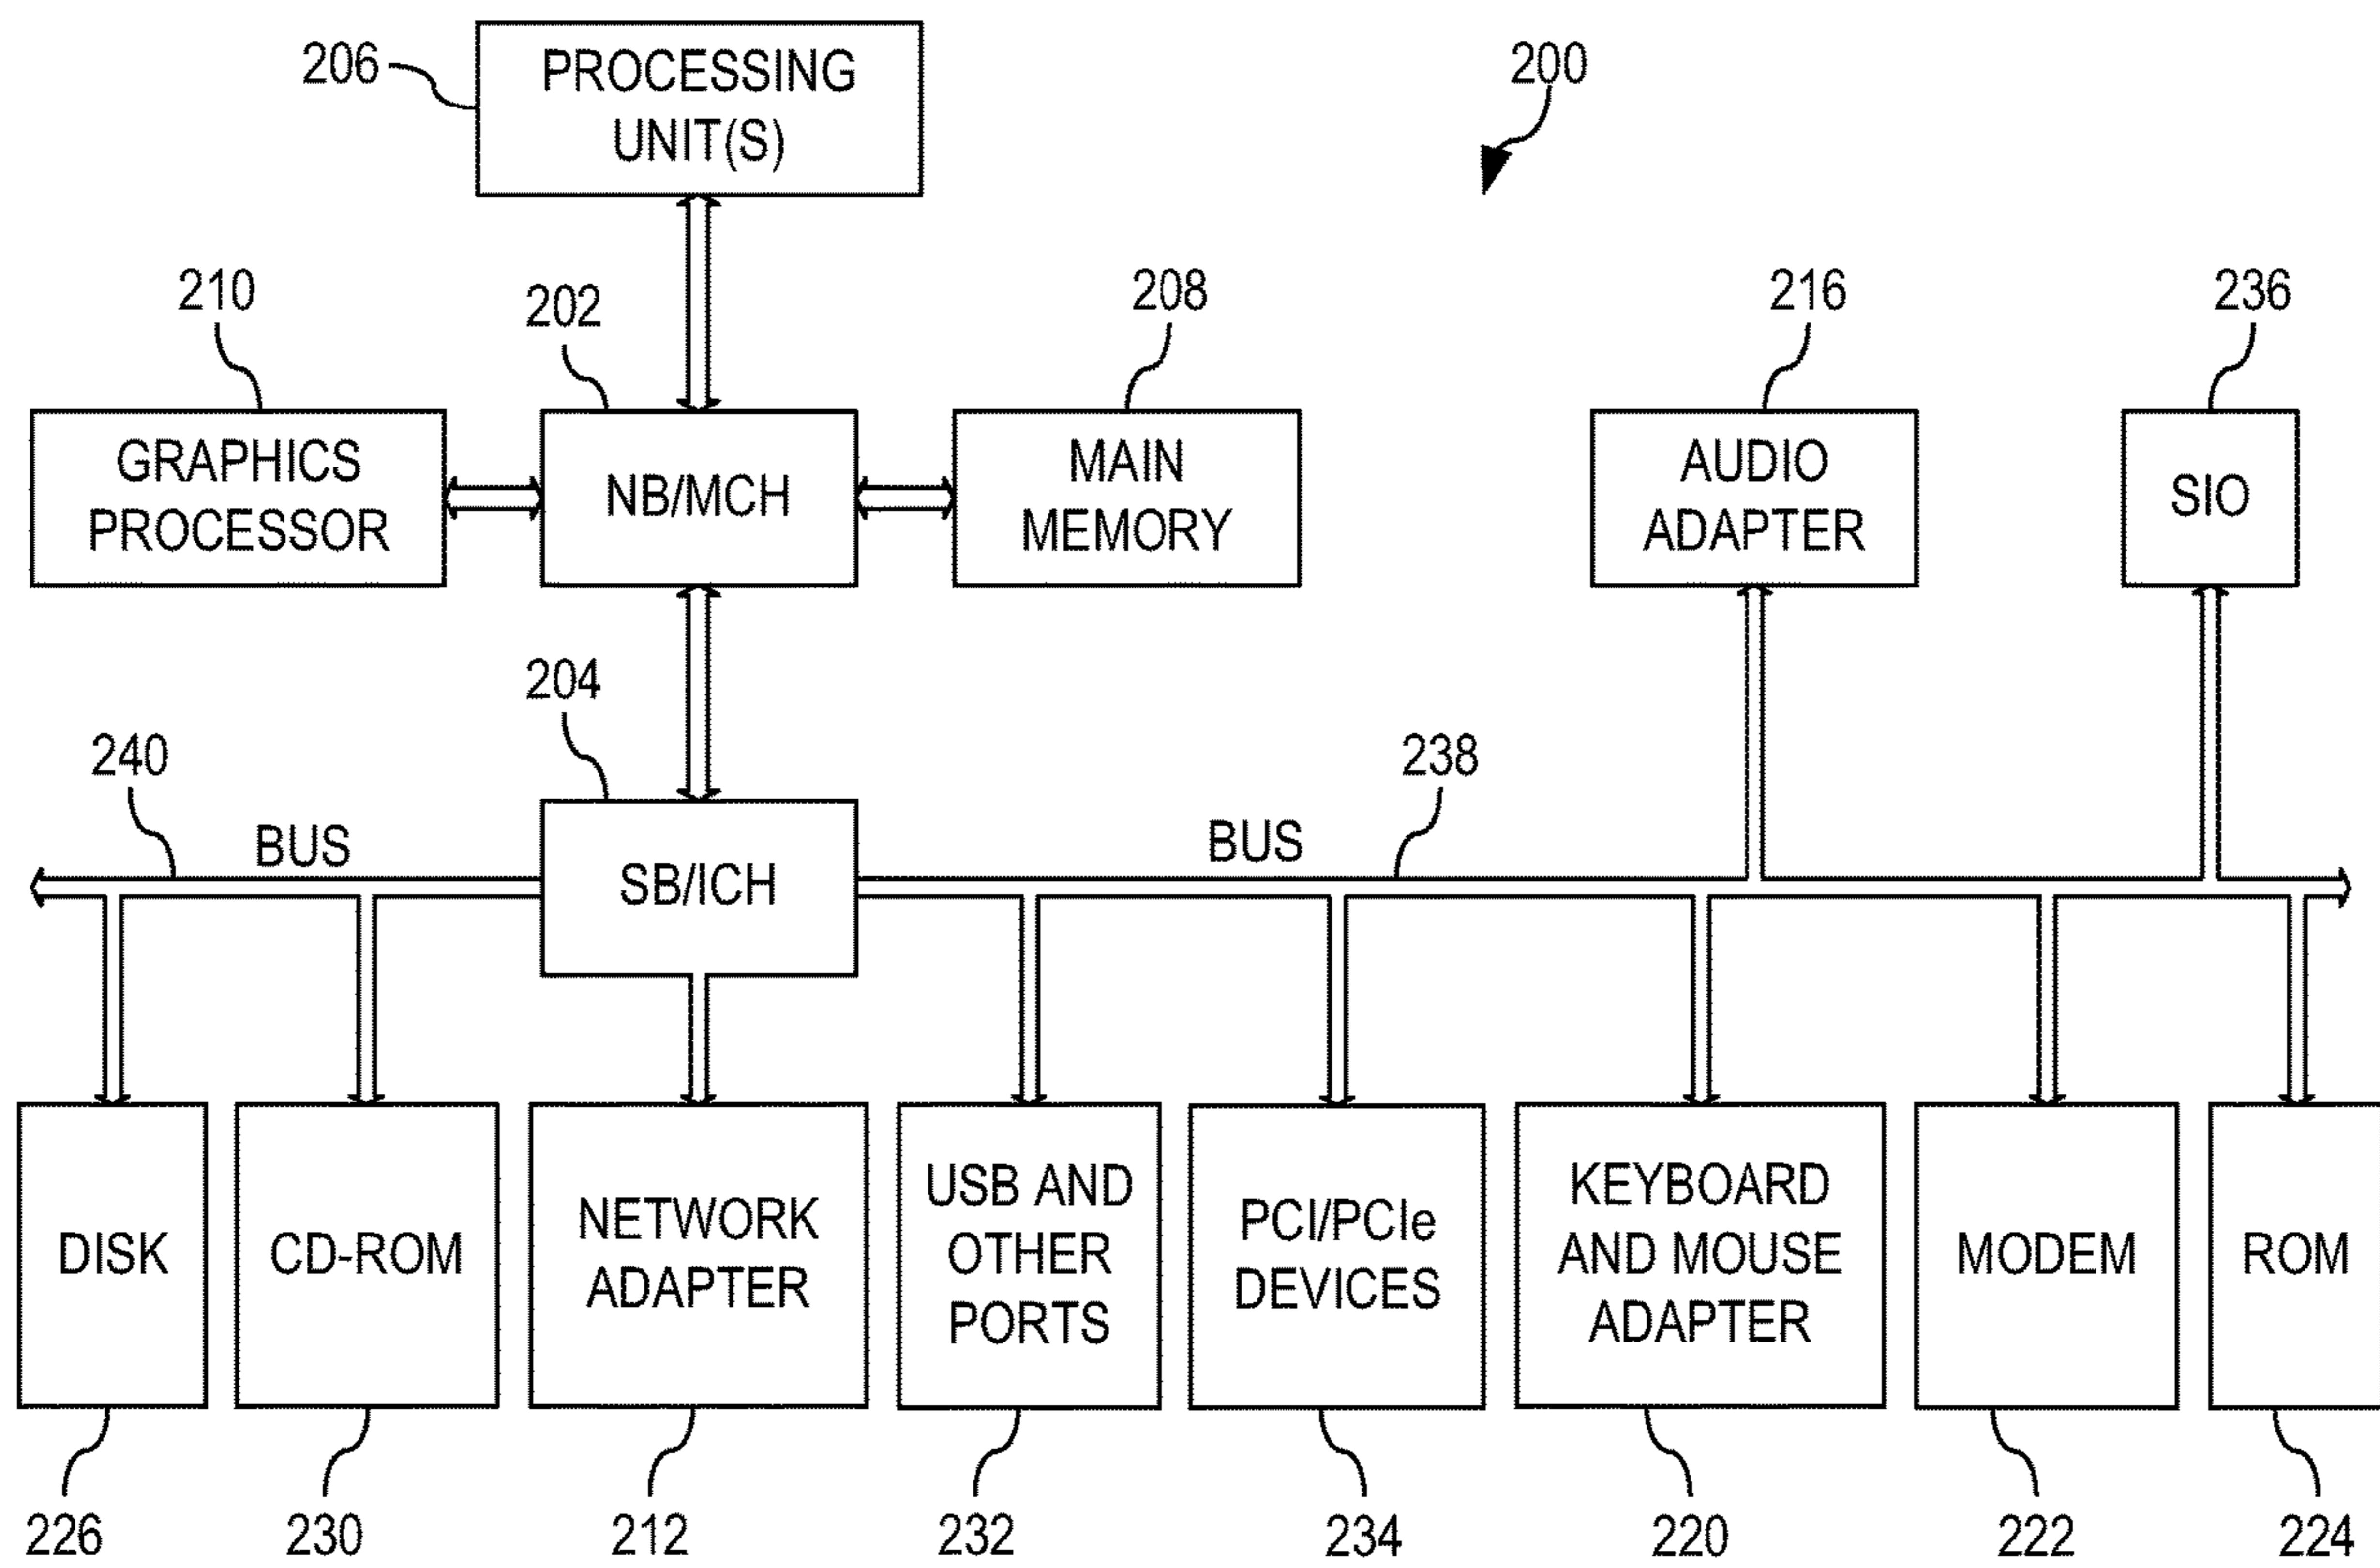 206
PROCESSING
UNIT(S)
200
210
202
208
216
236
GRAPHICS
PROCESSOR
NB/MCH
MAIN
MEMORY
AUDIO
ADAPTER
SIO
204
240
238
BUS
SB/ICH
BUS
DISK
CD-ROM
NETWORK
ADAPTER
USB AND
OTHER
PORTS
PCI/PCIe
DEVICES
KEYBOARD
AND MOUSE
ADAPTER
MODEM
ROM
226
230
212
232
234
220
222
224